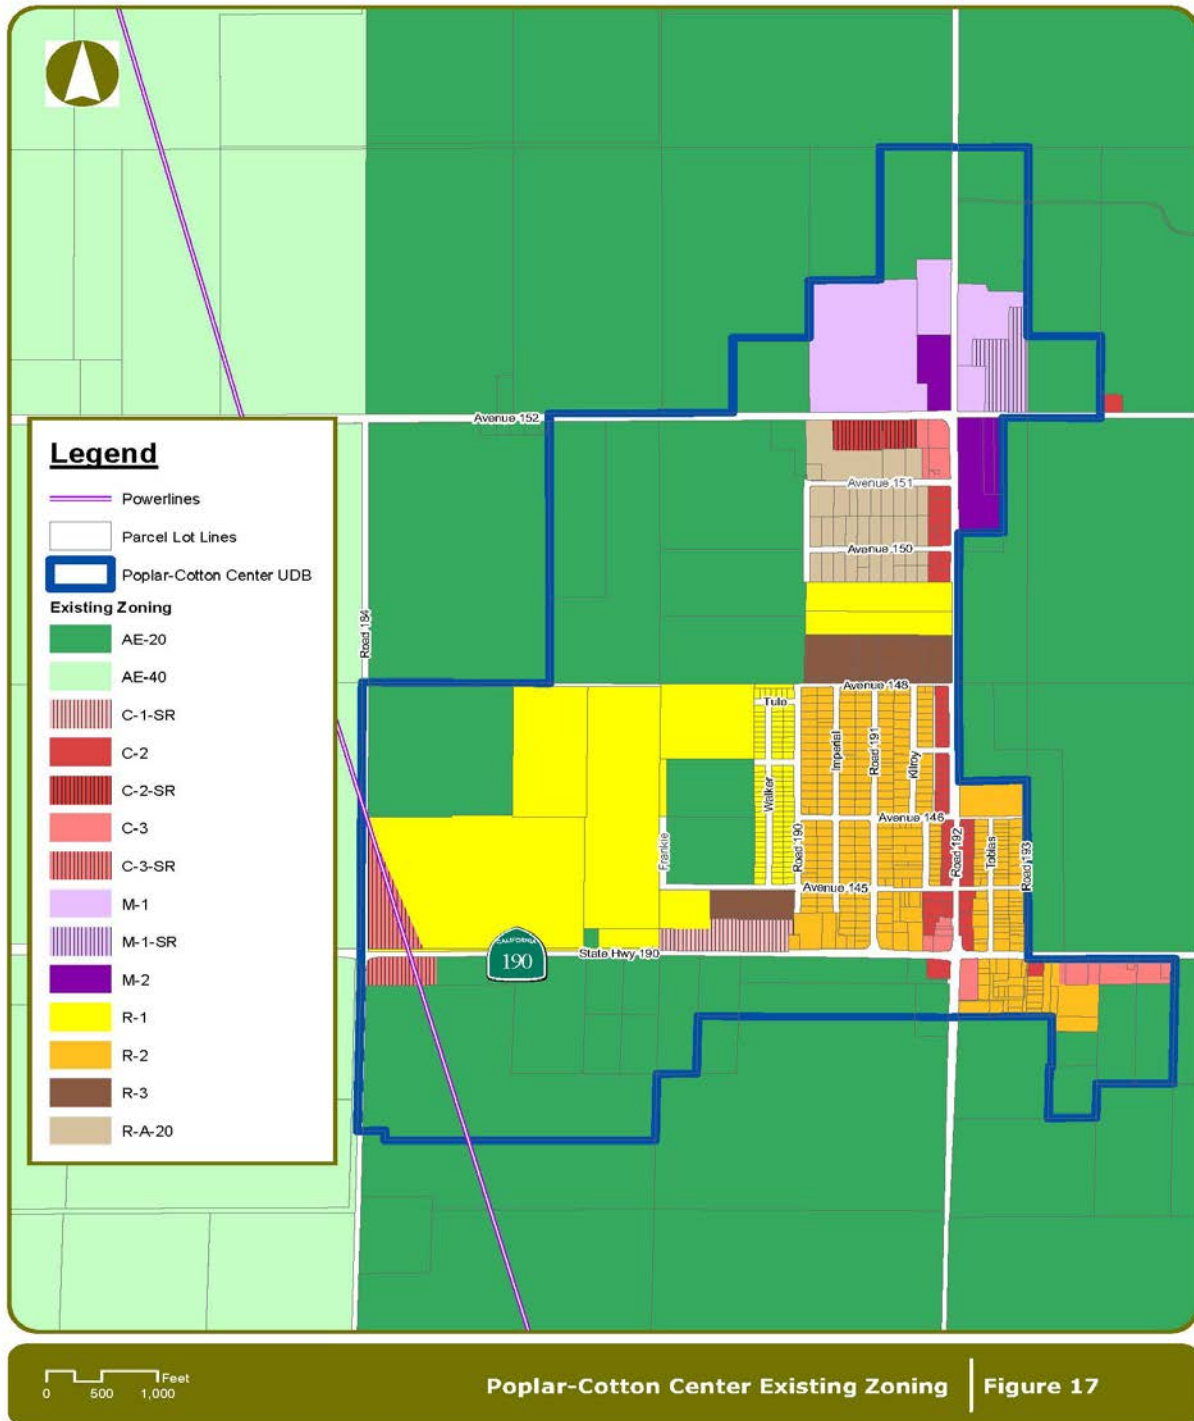 Avenue 152
Avenue 151
Avenue 150
Road 184
Avenue 148
Tule
Imperial
Road 191
Kilroy
Walker
Avenue 146
Road 190
Frankie
Road 192
Tobias
Road 193
Avenue 145
CALIFORNIA
190
State Hwy 190
Legend
Powerlines
Parcel Lot Lines
Poplar-Cotton Center UDB
Existing Zoning
AE-20
AE-40
C-1-SR
C-2
C-2-SR
C-3
C-3-SR
M-1
M-1-SR
M-2
R-1
R-2
R-3
R-A-20
Feet
0 500 1,000
Poplar-Cotton Center Existing Zoning Figure 17